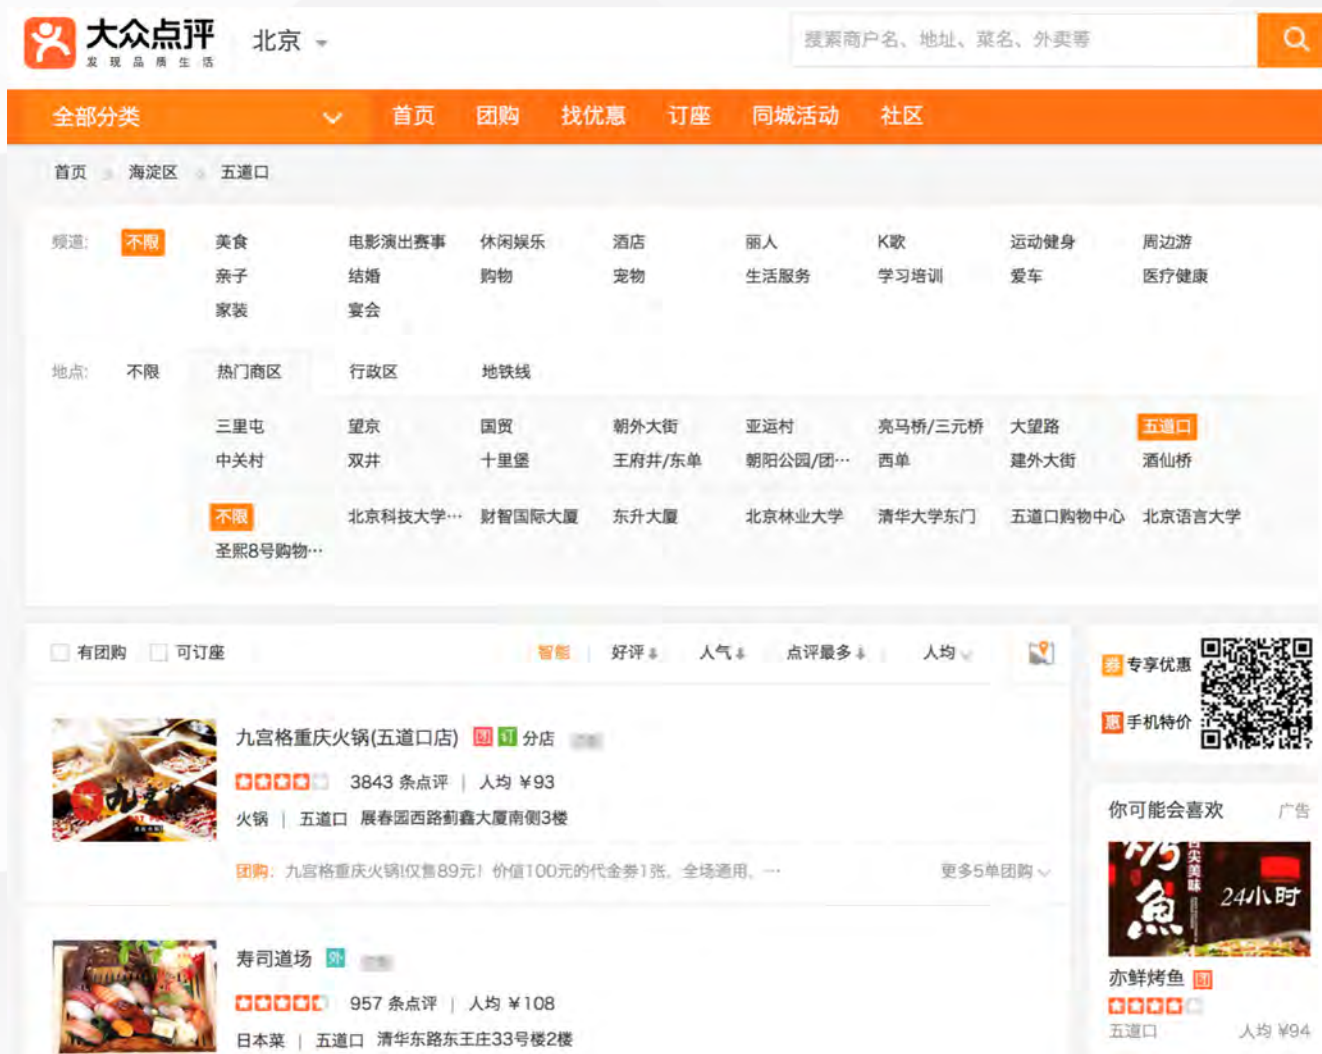 大众点评
发现品质生活
北京
搜索商户名、地址、菜名、外卖等
全部分类 首页 团购 找优惠 订座 同城活动 社区
首页 海淀区 五道口
频道: 不限 美食 电影演出赛事 休闲娱乐 酒店 丽人 K歌 运动健身 周边游
亲子 结婚 购物 宠物 生活服务 学习培训 爱车 医疗健康
家装 宴会
地点: 不限 热门商区 行政区 地铁线
三里屯 望京 国贸 朝外大街 亚运村 亮马桥/三元桥 大望路 五道口
中关村 双井 十里堡 王府井/东单 朝阳公园/团… 西单 建外大街 酒仙桥
不限 北京科技大学… 财智国际大厦 东升大厦 北京林业大学 清华大学东门 五道口购物中心 北京语言大学
圣熙8号购物…
有团购 可订座 智能 好评 人气 点评最多 人均
九宫格重庆火锅(五道口店) 团 订 分店
3843 条点评 | 人均 ¥93
火锅 | 五道口 展春园西路蓟鑫大厦南侧3楼
团购: 九宫格重庆火锅!仅售89元!价值100元的代金券1张,全场通用,… 更多5单团购
寿司道场 外
957 条点评 | 人均 ¥108
日本菜 | 五道口 清华东路东王庄33号楼2楼
券 专享优惠
惠 手机特价
你可能会喜欢 广告
烤魚
舌尖美味
24小时
亦鲜烤鱼 团
五道口 人均 ¥94